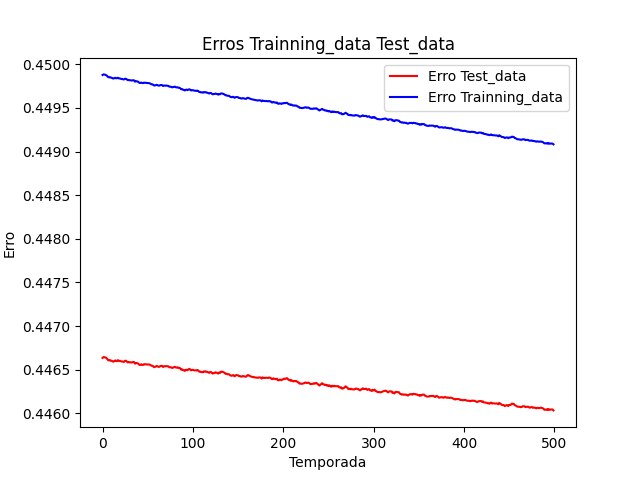 Erros Trainning_data Test_data
Erro Test_data
Erro Trainning_data
Erro
0.4500
0.4495
0.4490
0.4485
0.4480
0.4475
0.4470
0.4465
0.4460
0 100 200 300 400 500
Temporada